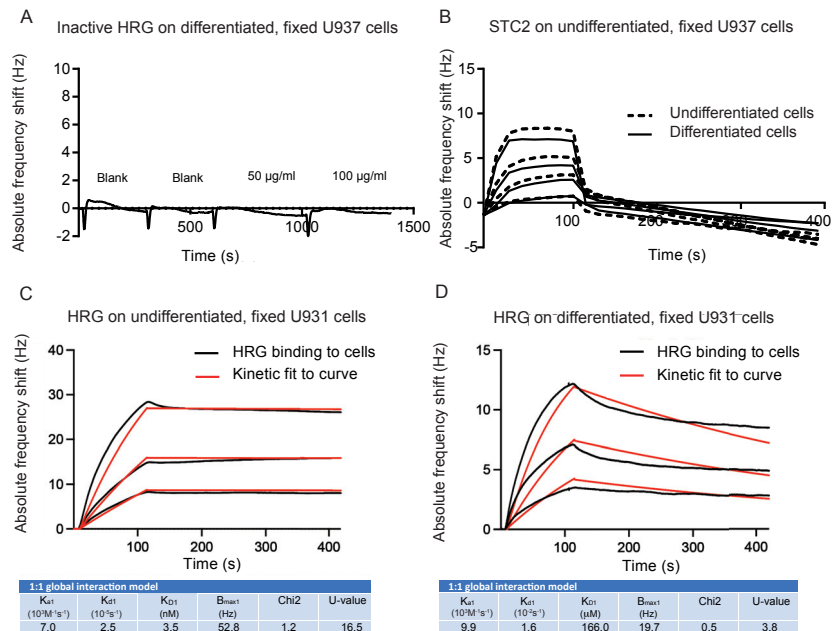 A
Inactive HRG on differentiated, fixed U937 cells
Absolute frequency shift (Hz)
10
8
6
4
2
0
-2
Blank
Blank
50 µg/ml
100 µg/ml
500
1000
1500
Time (s)
B
STC2 on undifferentiated, fixed U937 cells
Absolute frequency shift (Hz)
15
10
5
0
-5
Undifferentiated cells
Differentiated cells
100
200
300
400
Time (s)
C
HRG on undifferentiated, fixed U931 cells
Absolute frequency shift (Hz)
40
30
20
10
0
HRG binding to cells
Kinetic fit to curve
100
200
300
400
Time (s)
1:1 global interaction model
Ka1 Kd1 KD1 Bmax1 Chi2 U-value
(10³M⁻¹s⁻¹) (10⁻⁵s⁻¹) (nM) (Hz)
7.0 2.5 3.5 52.8 1.2 16.5
D
HRG on differentiated, fixed U931 cells
Absolute frequency shift (Hz)
15
10
5
0
HRG binding to cells
Kinetic fit to curve
100
200
300
400
Time (s)
1:1 global interaction model
Ka1 Kd1 KD1 Bmax1 Chi2 U-value
(10³M⁻¹s⁻¹) (10⁻³s⁻¹) (µM) (Hz)
9.9 1.6 166.0 19.7 0.5 3.8